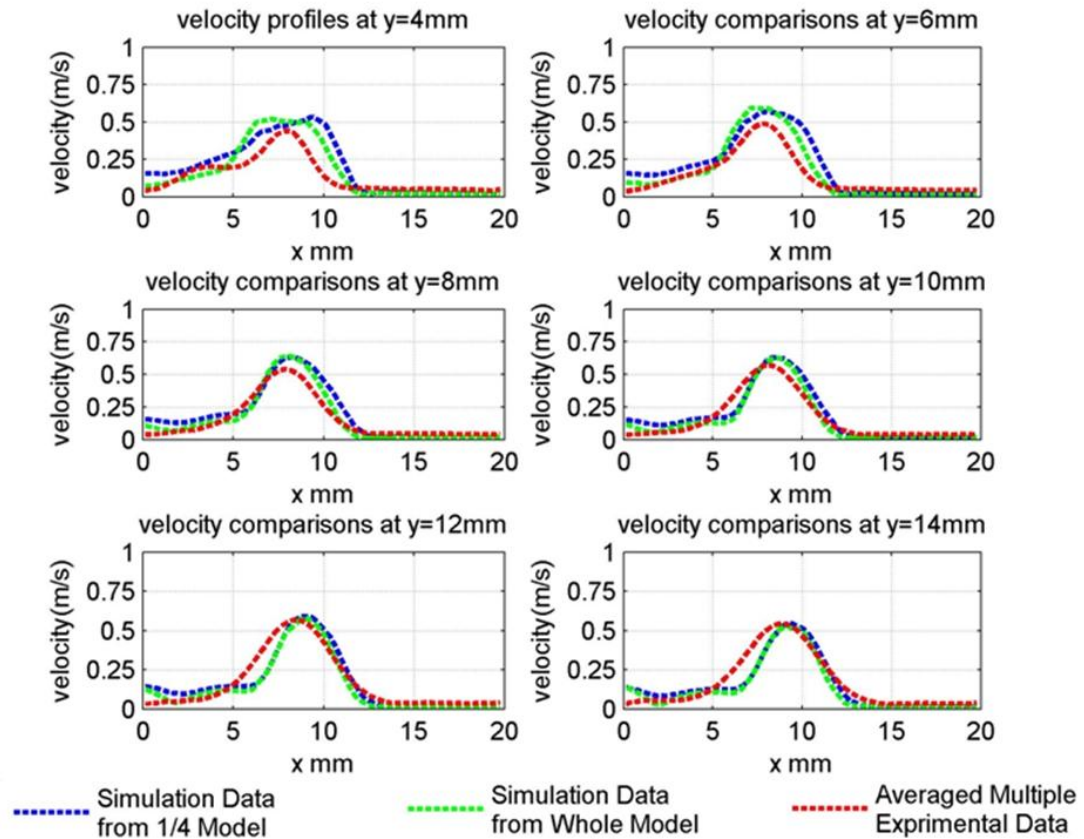 velocity profiles at y=4mm
velocity(m/s)
1
0.75
0.5
0.25
0
0 5 10 15 20
x mm
velocity comparisons at y=6mm
velocity(m/s)
1
0.75
0.5
0.25
0
0 5 10 15 20
x mm
velocity comparisons at y=8mm
velocity(m/s)
1
0.75
0.5
0.25
0
0 5 10 15 20
x mm
velocity comparisons at y=10mm
velocity(m/s)
1
0.75
0.5
0.25
0
0 5 10 15 20
x mm
velocity comparisons at y=12mm
velocity(m/s)
1
0.75
0.5
0.25
0
0 5 10 15 20
x mm
velocity comparisons at y=14mm
velocity(m/s)
1
0.75
0.5
0.25
0
0 5 10 15 20
x mm
Simulation Data
from 1/4 Model
Simulation Data
from Whole Model
Averaged Multiple
Exprimental Data